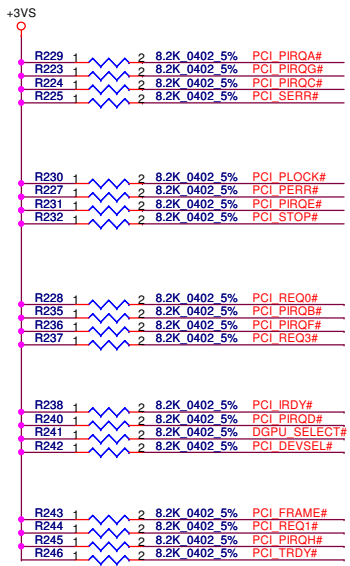 +3VS
R229 1 2 8.2K_0402_5% PCI_PIRQA#
R223 1 2 8.2K_0402_5% PCI_PIRQG#
R224 1 2 8.2K_0402_5% PCI_PIRQC#
R225 1 2 8.2K_0402_5% PCI_SERR#
R230 1 2 8.2K_0402_5% PCI_PLOCK#
R227 1 2 8.2K_0402_5% PCI_PERR#
R231 1 2 8.2K_0402_5% PCI_PIRQE#
R232 1 2 8.2K_0402_5% PCI_STOP#
R228 1 2 8.2K_0402_5% PCI_REQ0#
R235 1 2 8.2K_0402_5% PCI_PIRQB#
R236 1 2 8.2K_0402_5% PCI_PIRQF#
R237 1 2 8.2K_0402_5% PCI_REQ3#
R238 1 2 8.2K_0402_5% PCI_IRDY#
R240 1 2 8.2K_0402_5% PCI_PIRQD#
R241 1 2 8.2K_0402_5% DGPU_SELECT#
R242 1 2 8.2K_0402_5% PCI_DEVSEL#
R243 1 2 8.2K_0402_5% PCI_FRAME#
R244 1 2 8.2K_0402_5% PCI_REQ1#
R245 1 2 8.2K_0402_5% PCI_PIRQH#
R246 1 2 8.2K_0402_5% PCI_TRDY#